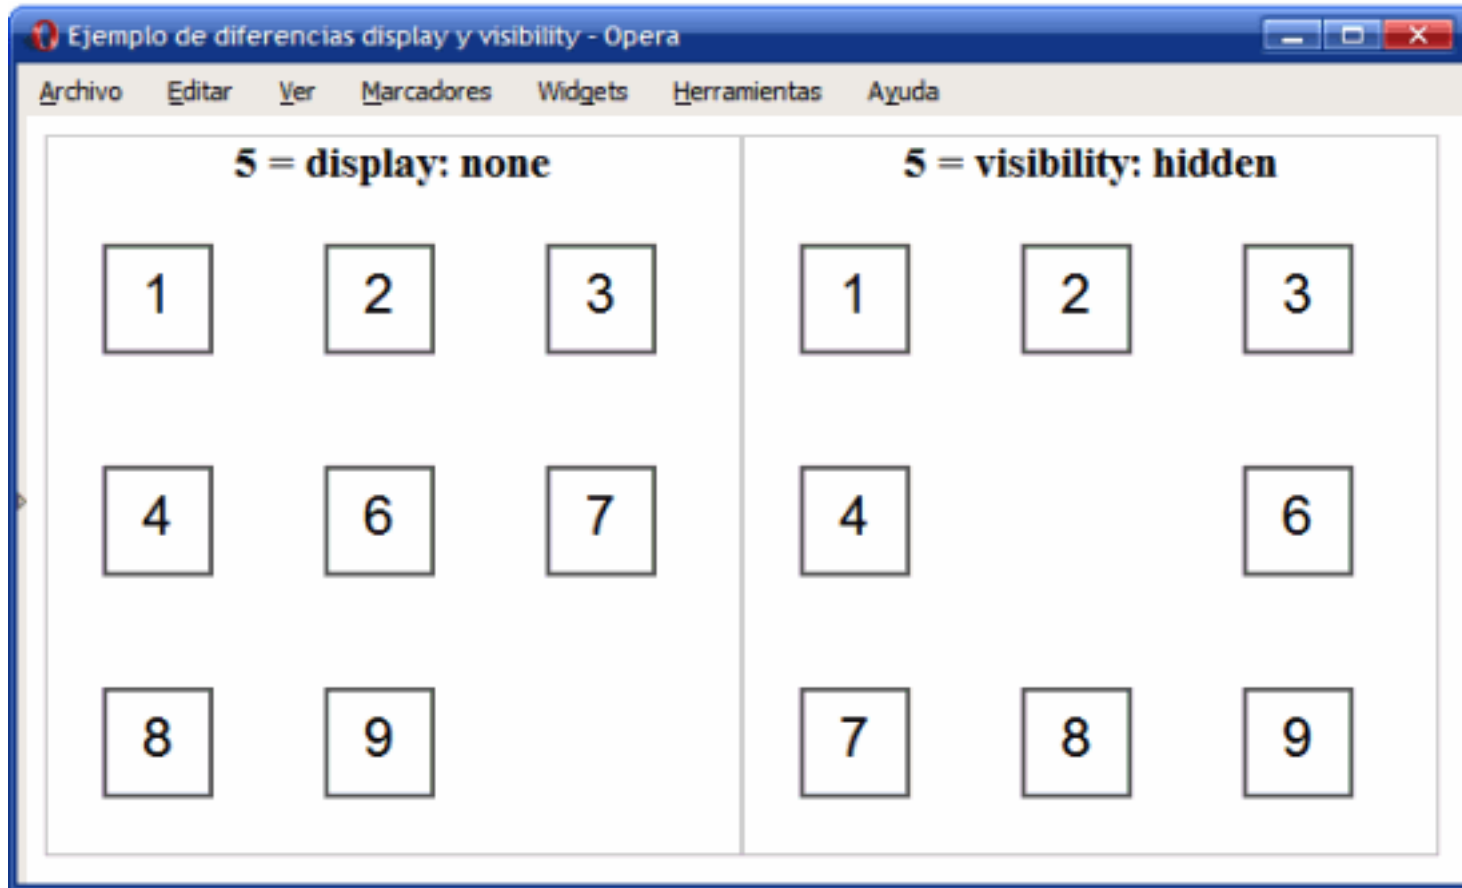 Ejemplo de diferencias display y visibility - Opera
Archivo Editar Ver Marcadores Widgets Herramientas Ayuda
5 = display: none
1 2 3
4 6 7
8 9
5 = visibility: hidden
1 2 3
4 6
7 8 9